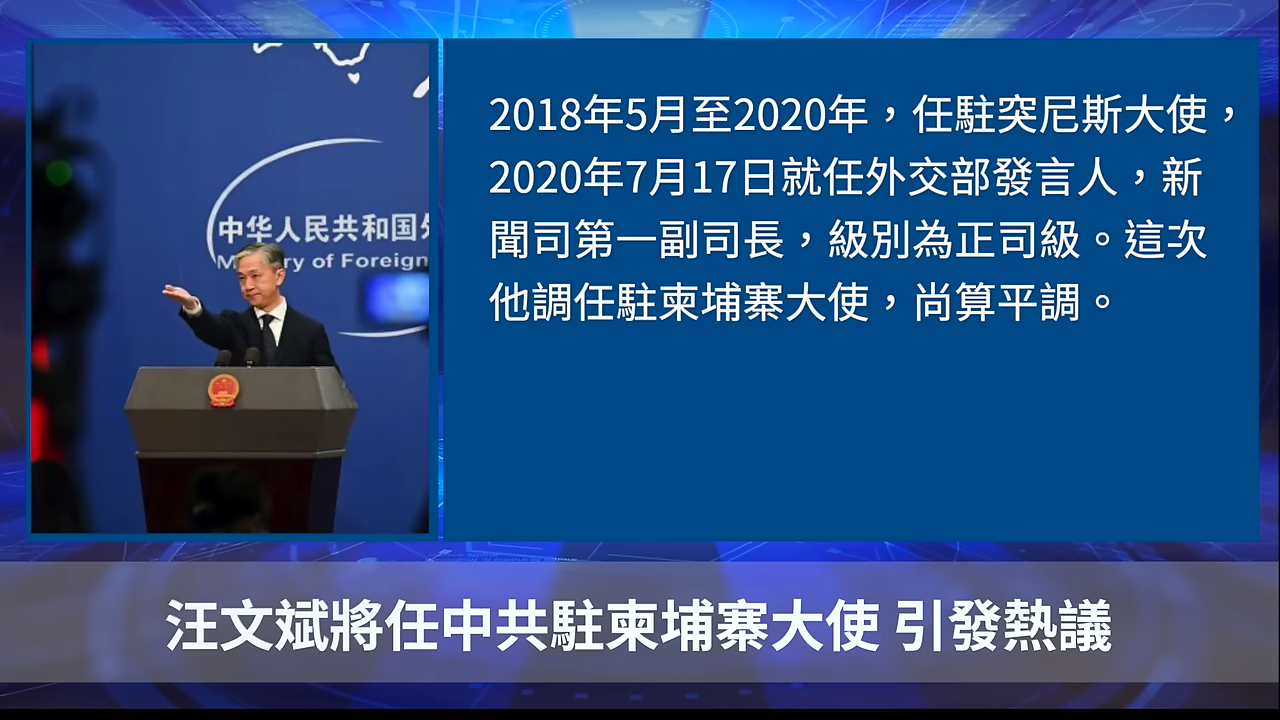 中华人民共和国外
M ry of Foreign
2018年5月至2020年，任駐突尼斯大使，
2020年7月17日就任外交部發言人，新
聞司第一副司長，級別為正司級。這次
他調任駐柬埔寨大使，尚算平調。
汪文斌將任中共駐柬埔寨大使 引發熱議